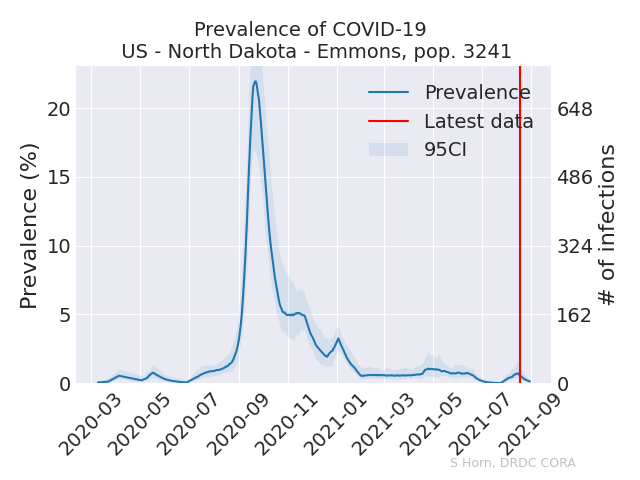 Prevalence of COVID-19
US - North Dakota - Emmons, pop. 3241
Prevalence
Latest data
95CI
Prevalence (%)
20
15
10
5
0
# of infections
648
486
324
162
0
2020-03
2020-05
2020-07
2020-09
2020-11
2021-01
2021-03
2021-05
2021-07
2021-09
S Horn, DRDC CORA